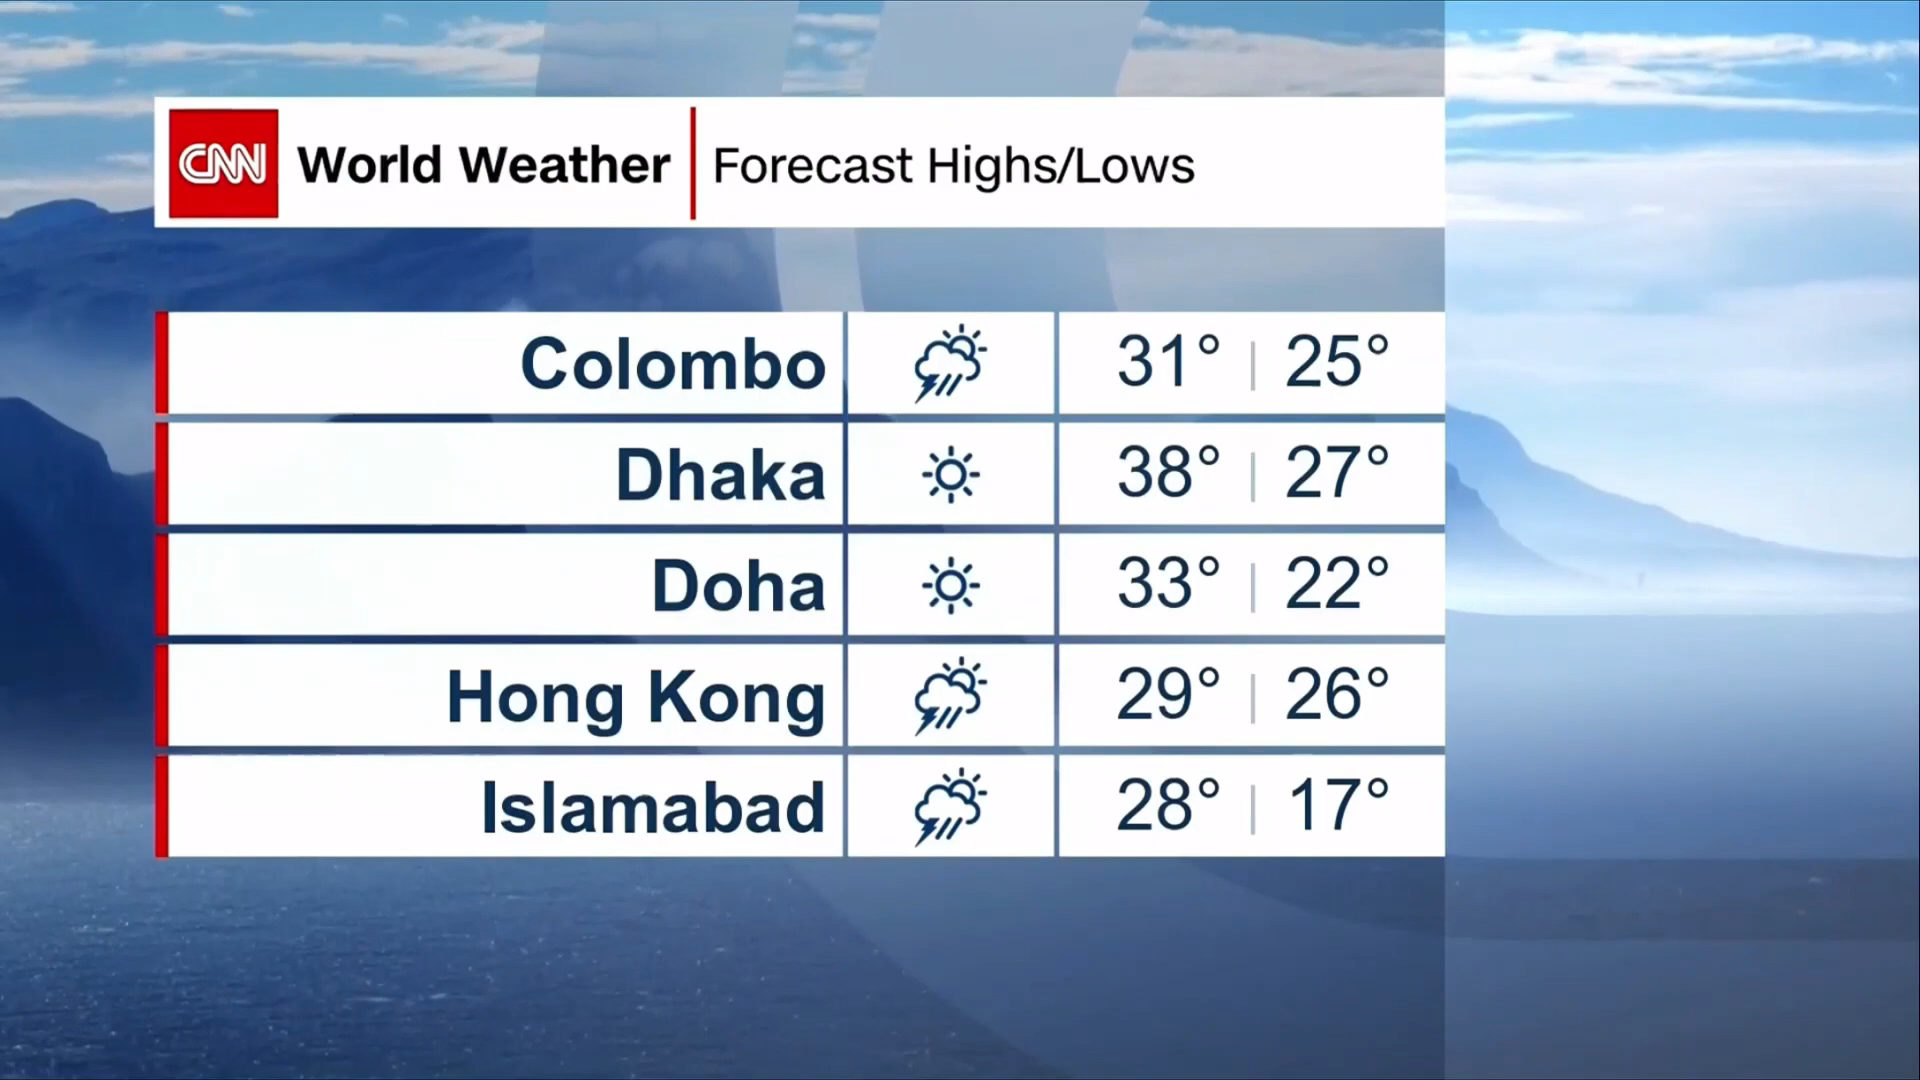 CNN World Weather | Forecast Highs/Lows
Colombo 31° | 25°
Dhaka 38° | 27°
Doha 33° | 22°
Hong Kong 29° | 26°
Islamabad 28° | 17°